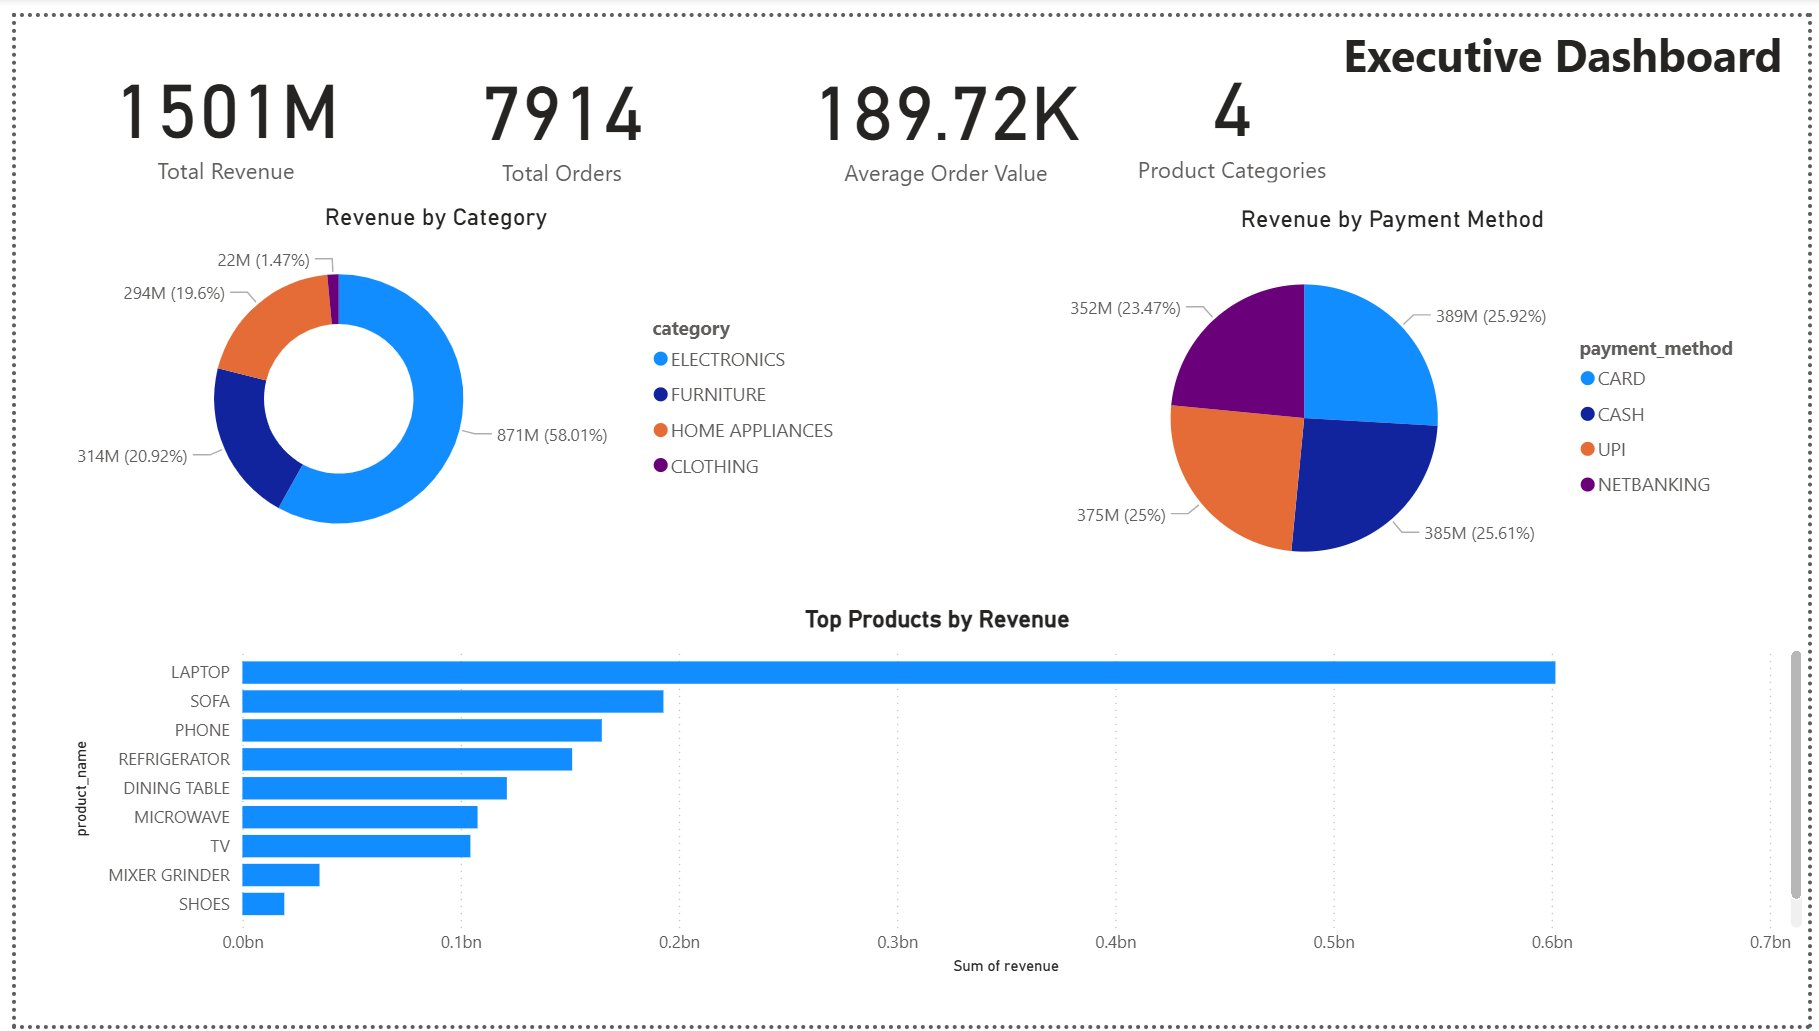 Executive Dashboard
1501M
Total Revenue
7914
Total Orders
189.72K
Average Order Value
4
Product Categories
Revenue by Category
22M (1.47%)
294M (19.6%)
314M (20.92%)
871M (58.01%)
category
ELECTRONICS
FURNITURE
HOME APPLIANCES
CLOTHING
Revenue by Payment Method
352M (23.47%)
389M (25.92%)
375M (25%)
385M (25.61%)
payment_method
CARD
CASH
UPI
NETBANKING
Top Products by Revenue
product_name
LAPTOP
SOFA
PHONE
REFRIGERATOR
DINING TABLE
MICROWAVE
TV
MIXER GRINDER
SHOES
0.0bn 0.1bn 0.2bn 0.3bn 0.4bn 0.5bn 0.6bn 0.7bn
Sum of revenue